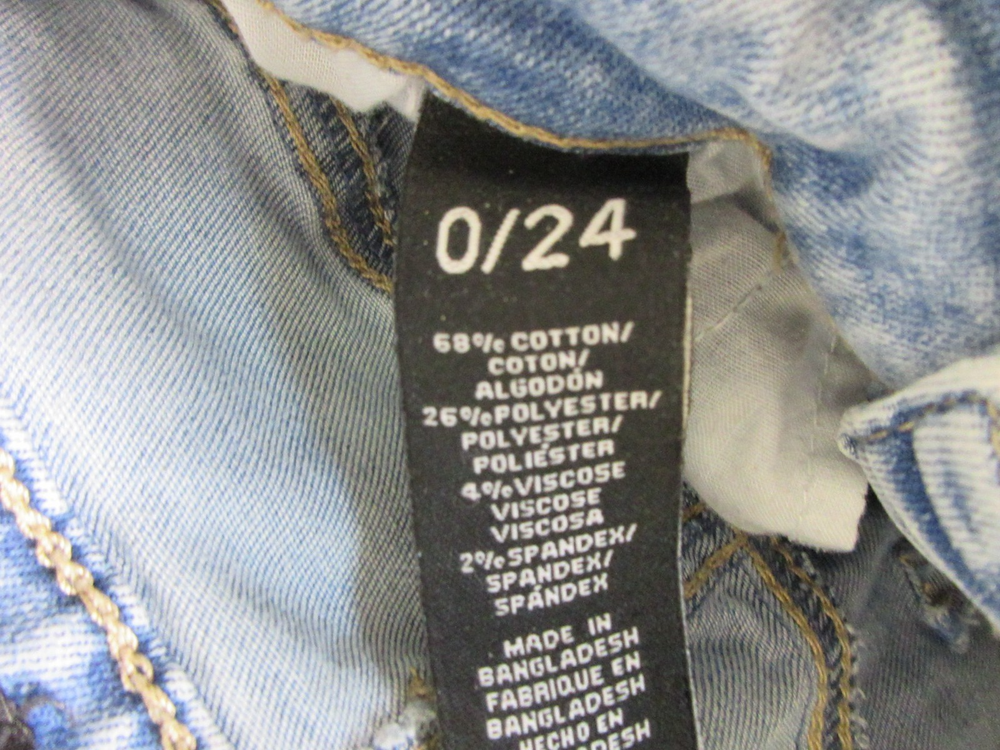 0/24
68% COTTON/
COTON/
ALGODÓN
26% POLYESTER/
POLYESTER/
POLIÉSTER
4% VISCOSE
VISCOSE
VISCOSA
2% SPANDEX/
SPANDEX/
SPANDEX
MADE IN
BANGLADESH
FABRIQUE EN
BANGLADESH
HECHO EN